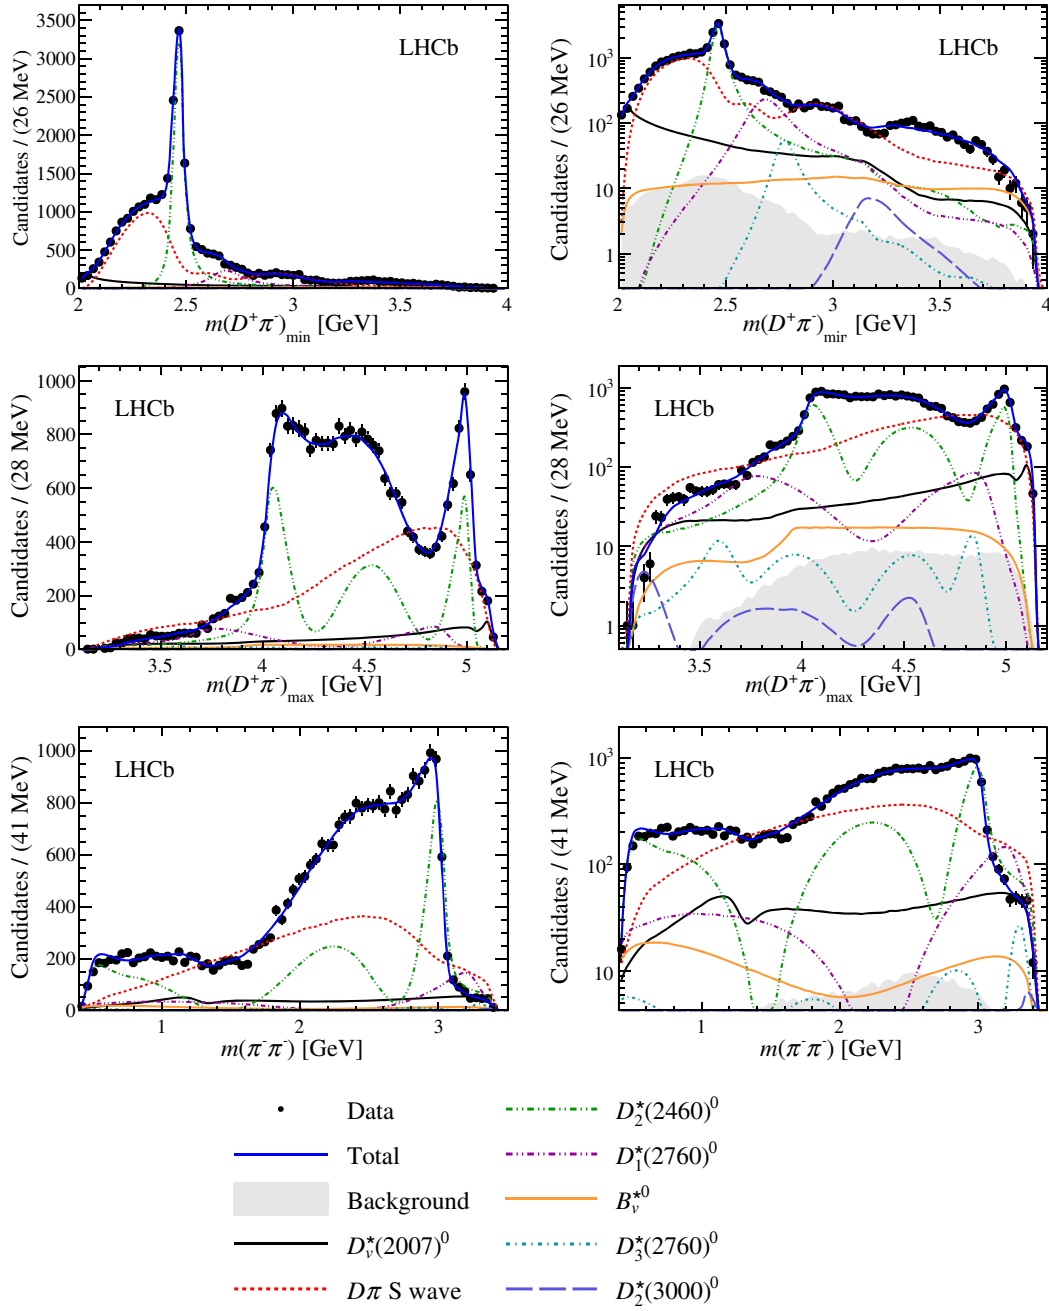 3500
3000
2500
2000
1500
1000
500
0
Candidates / (26 MeV)
LHCb
2 2.5 3 3.5 4
m(D⁺π⁻)min [GeV]
10³
10²
10
1
Candidates / (26 MeV)
LHCb
2 2.5 3 3.5 4
m(D⁺π⁻)mir [GeV]
1000
800
600
400
200
0
Candidates / (28 MeV)
LHCb
3.5 4 4.5 5
m(D⁺π⁻)max [GeV]
10³
10²
10
1
Candidates / (28 MeV)
LHCb
3.5 4 4.5 5
m(D⁺π⁻)max [GeV]
1000
800
600
400
200
0
Candidates / (41 MeV)
LHCb
1 2 3
m(π⁻π⁻) [GeV]
10³
10²
10
Candidates / (41 MeV)
LHCb
1 2 3
m(π⁻π⁻) [GeV]
Data
Total
Background
D*v(2007)⁰
Dπ S wave
D*2(2460)⁰
D*1(2760)⁰
B*v⁰
D*3(2760)⁰
D*2(3000)⁰